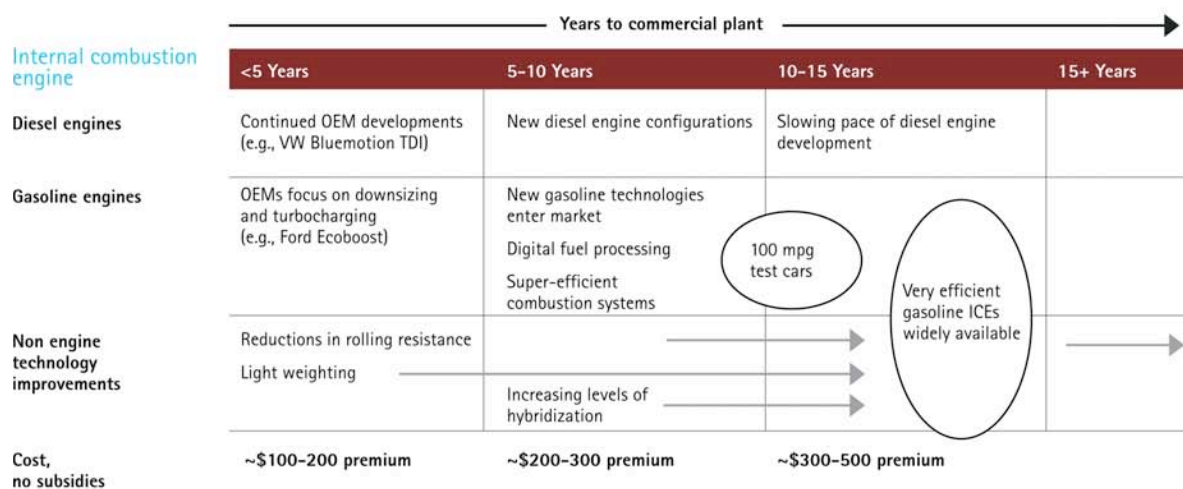 Years to commercial plant
Internal combustion
engine
<5 Years
5-10 Years
10-15 Years
15+ Years
Diesel engines
Continued OEM developments
(e.g., VW Bluemotion TDI)
New diesel engine configurations
Slowing pace of diesel engine
development
Gasoline engines
OEMs focus on downsizing
and turbocharging
(e.g., Ford Ecoboost)
New gasoline technologies
enter market
Digital fuel processing
Super-efficient
combustion systems
100 mpg
test cars
Very efficient
gasoline ICEs
widely available
Non engine
technology
improvements
Reductions in rolling resistance
Light weighting
Increasing levels of
hybridization
Cost,
no subsidies
~$100-200 premium
~$200-300 premium
~$300-500 premium